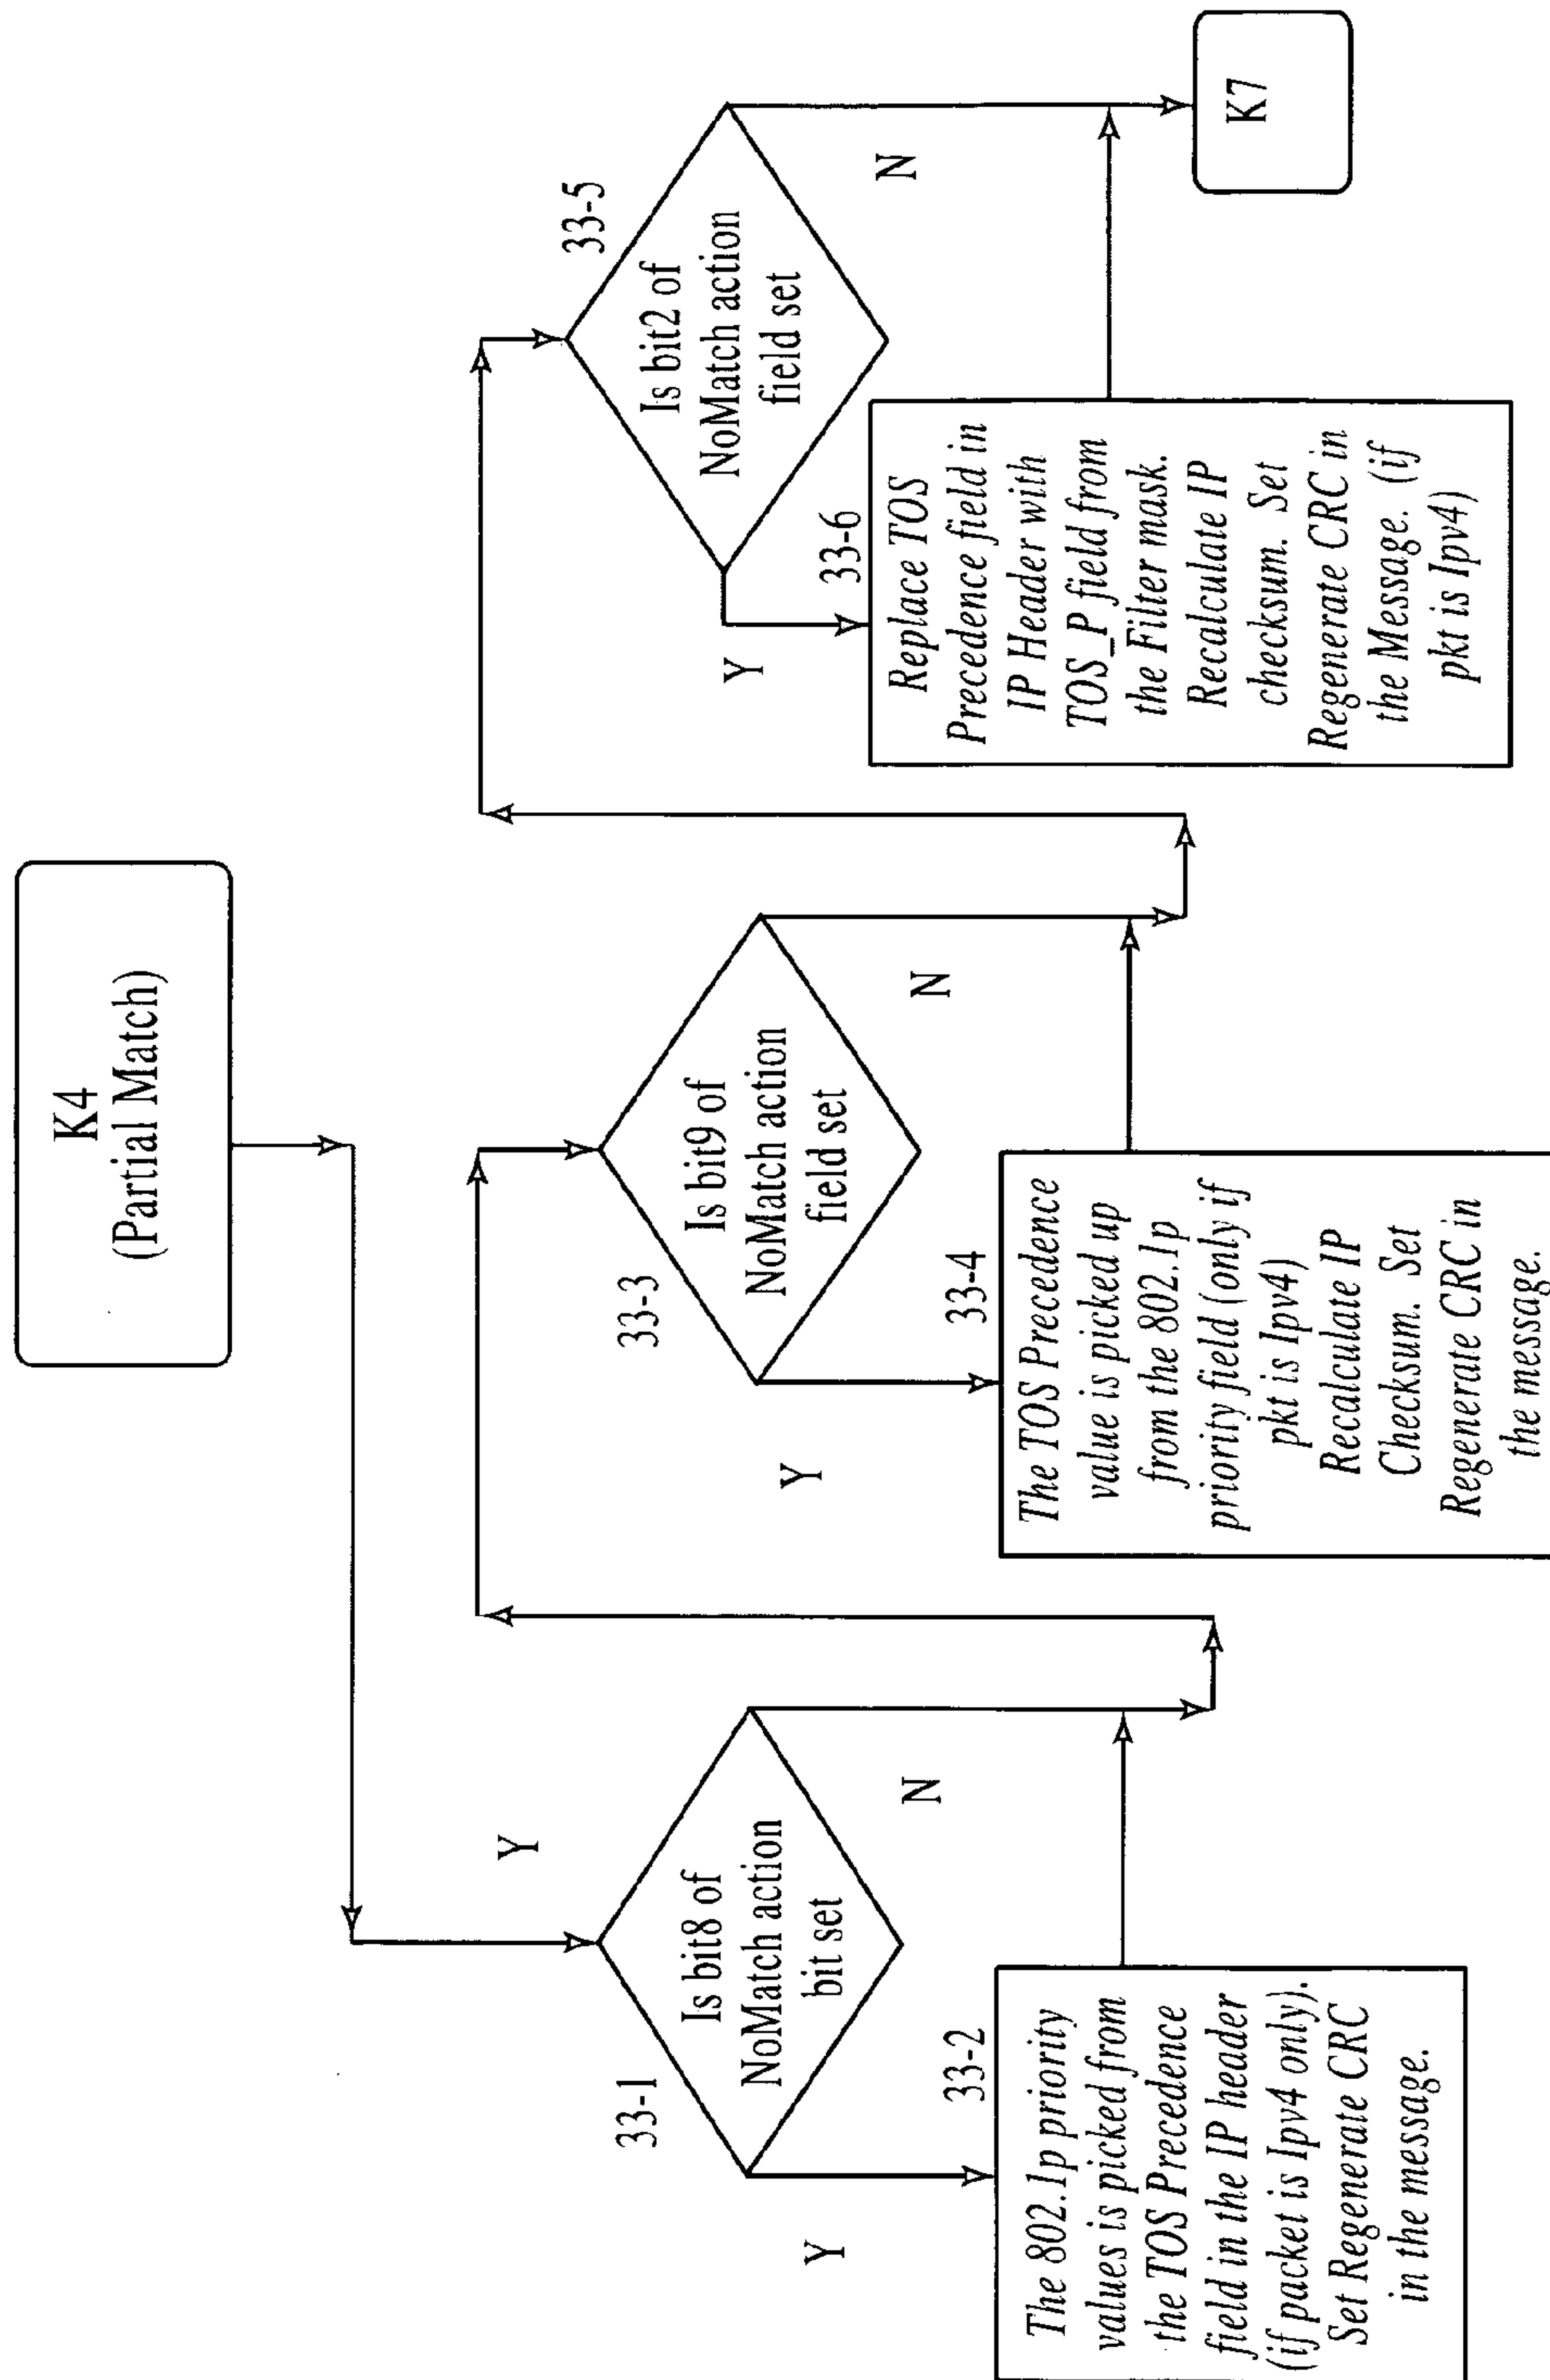 K4
(Partial Match)
Y
33-1
Is bit8 of
NoMatch action
bit set
Y
N
33-2
The 802.1p priority
values is picked from
the TOS Precedence
field in the IP header
(if packet is Ipv4 only).
Set Regenerate CRC
in the message.
33-3
Is bit9 of
NoMatch action
field set
Y
N
33-4
The TOS Precedence
value is picked up
from the 802.1p
priority field (only if
pkt is Ipv4)
Recalculate IP
Checksum. Set
Regenerate CRC in
the message.
33-5
Is bit2 of
NoMatch action
field set
Y
N
33-6
Replace TOS
Precedence field in
IP Header with
TOS_P field from
the Filter mask.
Recalculate IP
checksum. Set
Regenerate CRC in
the Message. (if
pkt is Ipv4)
K7